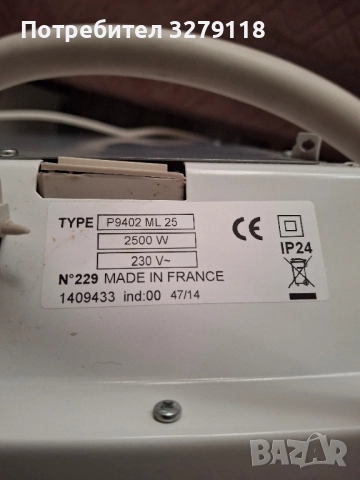 Потребител 3279118
TYPE P9402 ML 25
2500 W
230 V~
CE
IP24
N°229 MADE IN FRANCE
1409433 ind:00 47/14
BAZAR